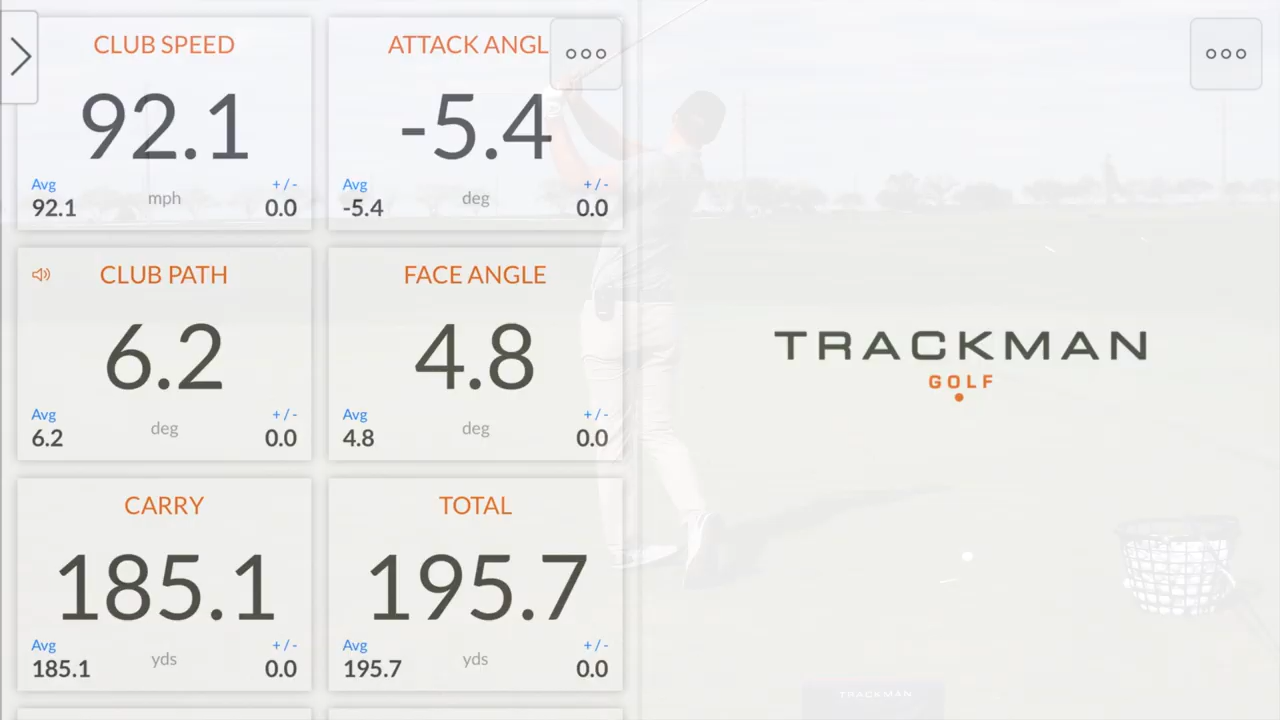 CLUB SPEED
92.1
Avg
mph
+ / -
92.1
0.0
ATTACK ANGL
-5.4
Avg
deg
+ / -
-5.4
0.0
CLUB PATH
6.2
Avg
deg
+ / -
6.2
0.0
FACE ANGLE
4.8
Avg
deg
+ / -
4.8
0.0
CARRY
185.1
Avg
yds
+ / -
185.1
0.0
TOTAL
195.7
Avg
yds
+ / -
195.7
0.0
TRACKMAN
GOLF
TRACKMAN